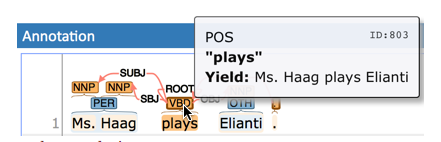 Annotation
POS ID:803
"plays"
Yield: Ms. Haag plays Elianti
SUBJ ROOT
NNP NNP SBJ VBD OBJ
PER OTH
1 Ms. Haag plays Elianti .